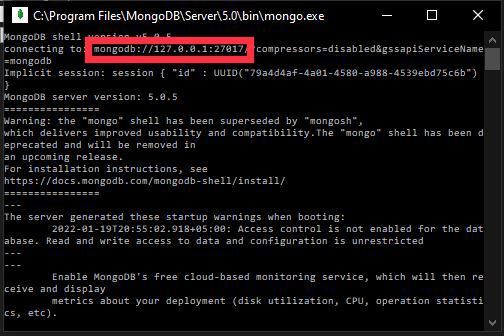 C:\Program Files\MongoDB\Server\5.0\bin\mongo.exe
MongoDB shell version v5.0.5
connecting to: mongodb://127.0.0.1:27017/?compressors=disabled&gssapiServiceName
=mongodb
Implicit session: session { "id" : UUID("79a4d4af-4a01-4580-a988-4539ebd75c6b")
}
MongoDB server version: 5.0.5
================
Warning: the "mongo" shell has been superseded by "mongosh",
which delivers improved usability and compatibility.The "mongo" shell has been d
eprecated and will be removed in
an upcoming release.
For installation instructions, see
https://docs.mongodb.com/mongodb-shell/install/
================
---
The server generated these startup warnings when booting:
2022-01-19T20:55:02.918+05:00: Access control is not enabled for the dat
abase. Read and write access to data and configuration is unrestricted
---
---
Enable MongoDB's free cloud-based monitoring service, which will then re
ceive and display
metrics about your deployment (disk utilization, CPU, operation statisti
cs, etc).